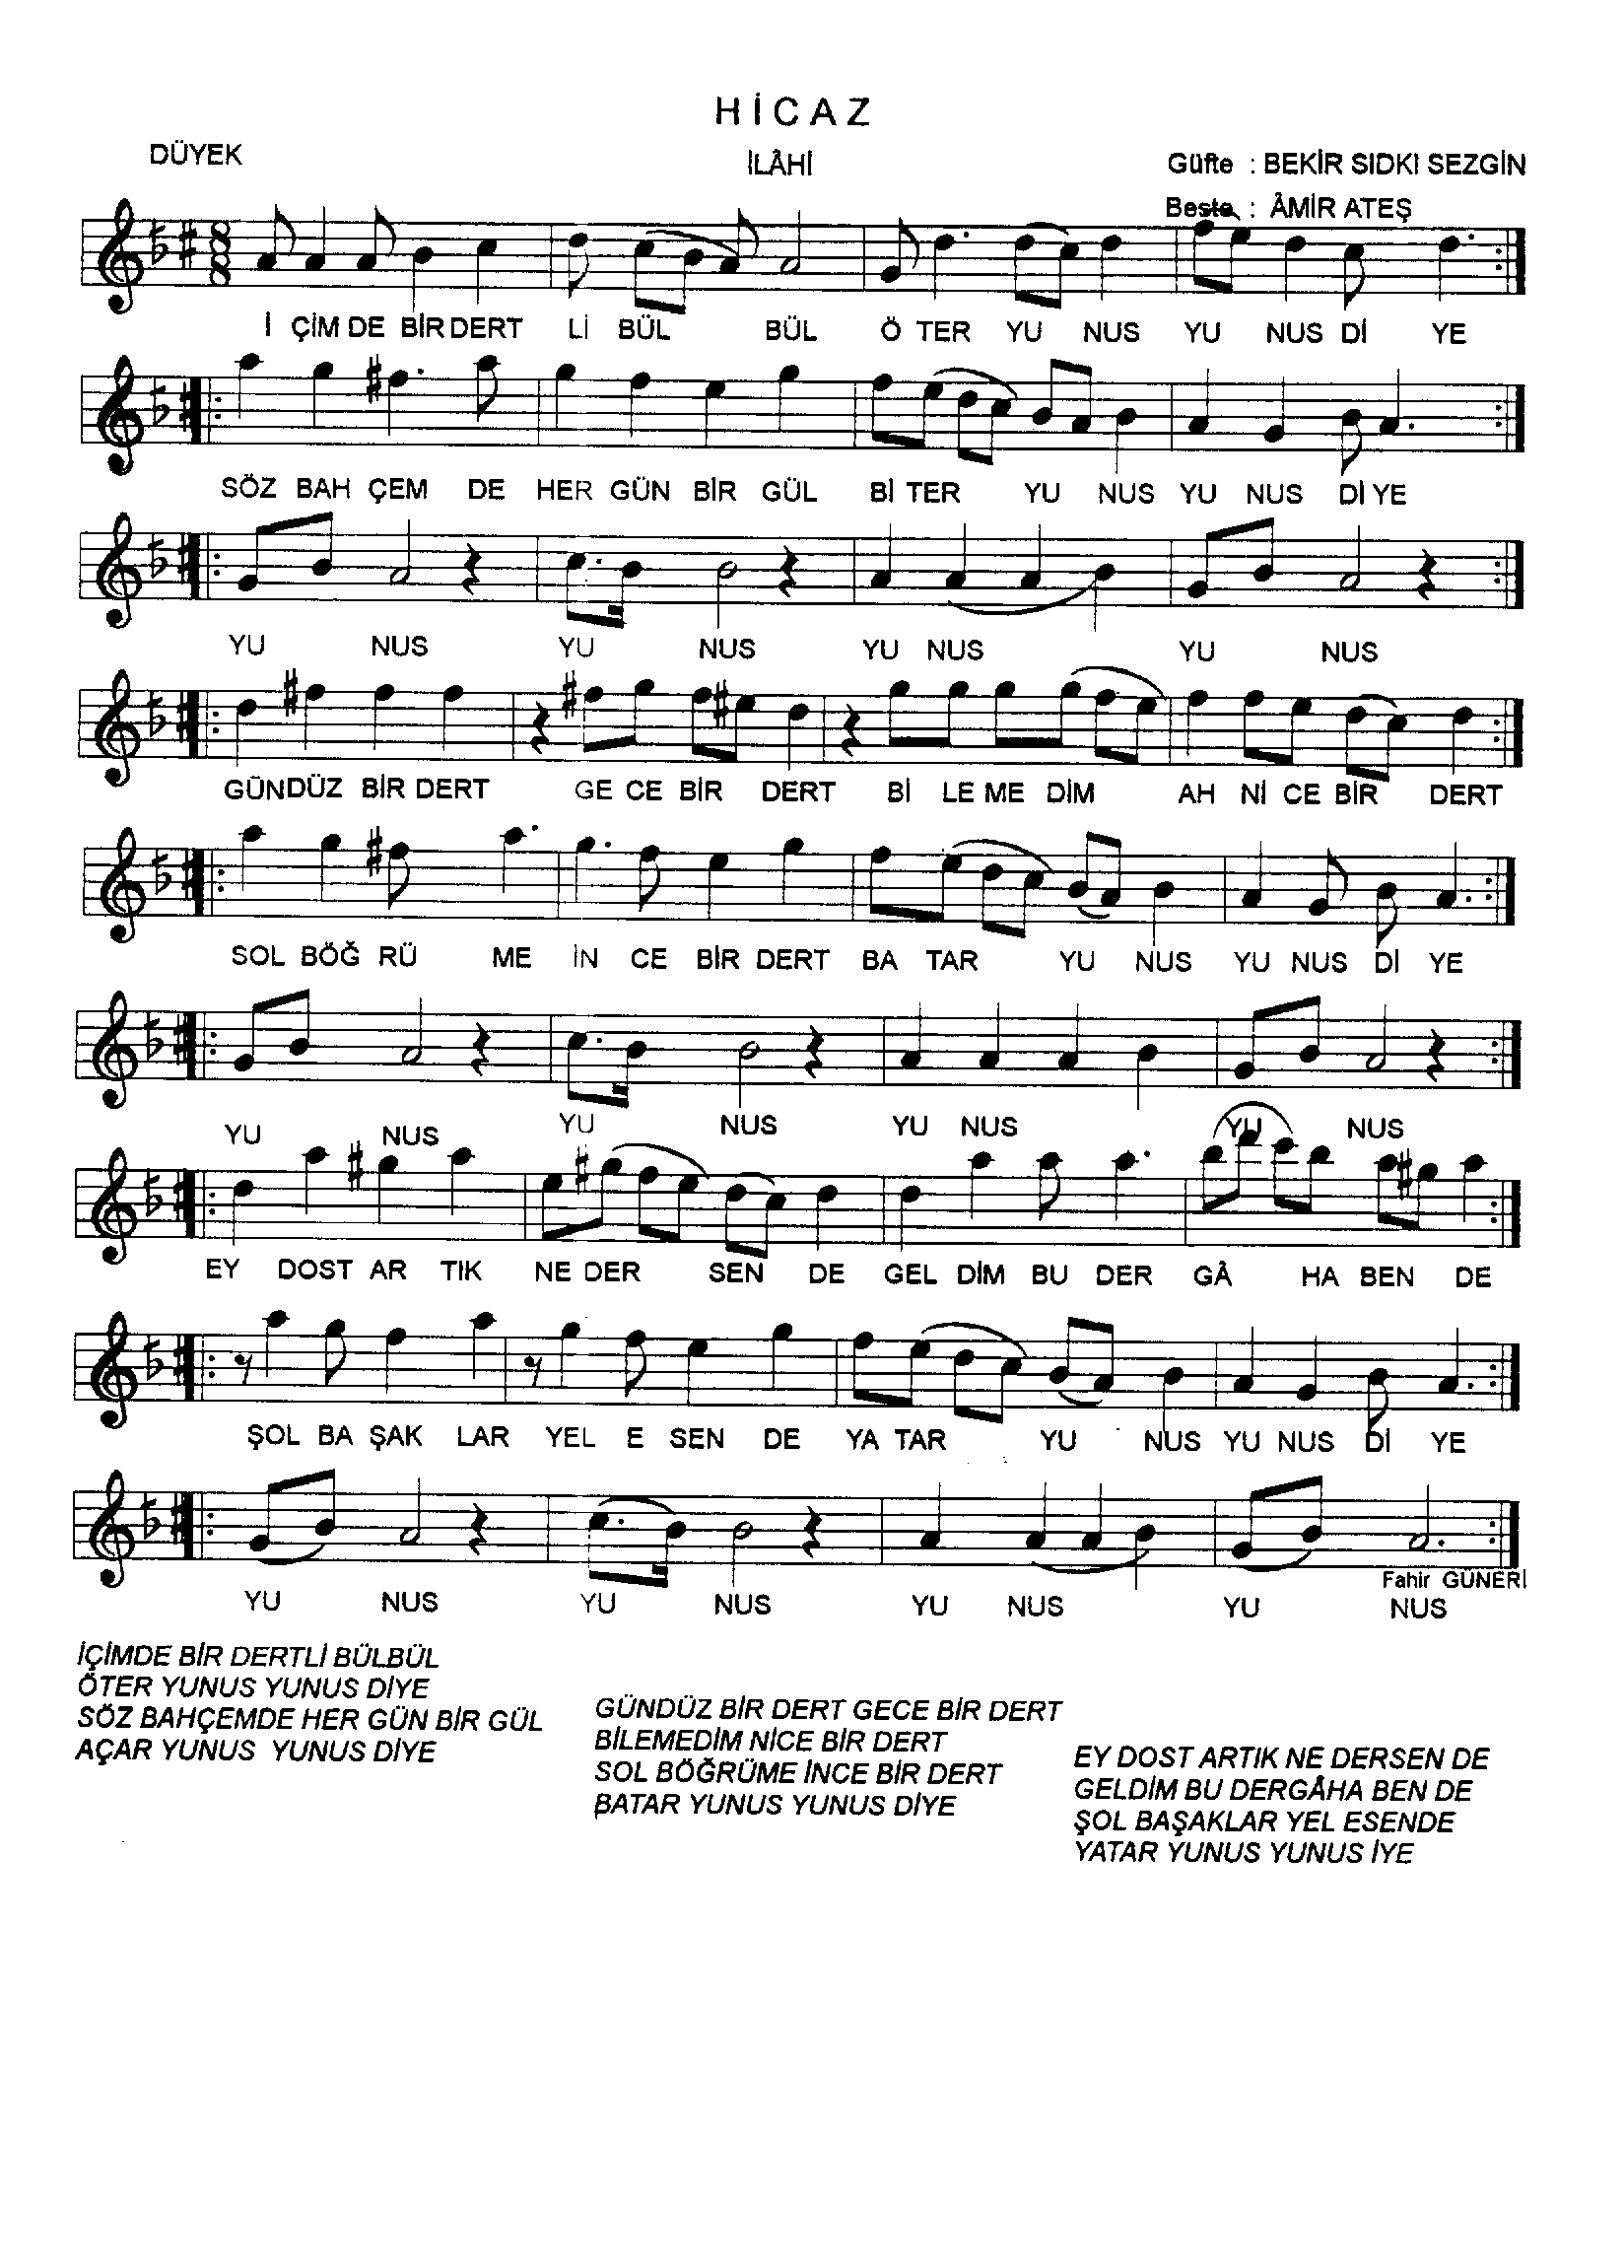 HİCAZ
DÜYEK
İLÂHİ
Güfte : BEKİR SIDKI SEZGİN
Beste : ÂMİR ATEŞ
8
8
İ ÇİM DE BİR DERT Lİ BÜL BÜL Ö TER YU NUS YU NUS Dİ YE
SÖZ BAH ÇEM DE HER GÜN BİR GÜL Bİ TER YU NUS YU NUS Dİ YE
YU NUS YU NUS YU NUS YU NUS
GÜNDÜZ BİR DERT GE CE BİR DERT Bİ LE ME DİM AH Nİ CE BİR DERT
SOL BÖĞ RÜ ME İN CE BİR DERT BA TAR YU NUS YU NUS Dİ YE
YU NUS YU NUS YU NUS YU NUS
EY DOST AR TIK NE DER SEN DE GEL DİM BU DER GÂ HA BEN DE
ŞOL BA ŞAK LAR YEL E SEN DE YA TAR YU NUS YU NUS Dİ YE
Fahir GÜNERİ
YU NUS YU NUS YU NUS YU NUS
İÇİMDE BİR DERTLİ BÜLBÜL
ÖTER YUNUS YUNUS DİYE
SÖZ BAHÇEMDE HER GÜN BİR GÜL
AÇAR YUNUS YUNUS DİYE
GÜNDÜZ BİR DERT GECE BİR DERT
BİLEMEDİM NİCE BİR DERT
SOL BÖĞRÜME İNCE BİR DERT
BATAR YUNUS YUNUS DİYE
EY DOST ARTIK NE DERSEN DE
GELDİM BU DERGÂHA BEN DE
ŞOL BAŞAKLAR YEL ESENDE
YATAR YUNUS YUNUS İYE